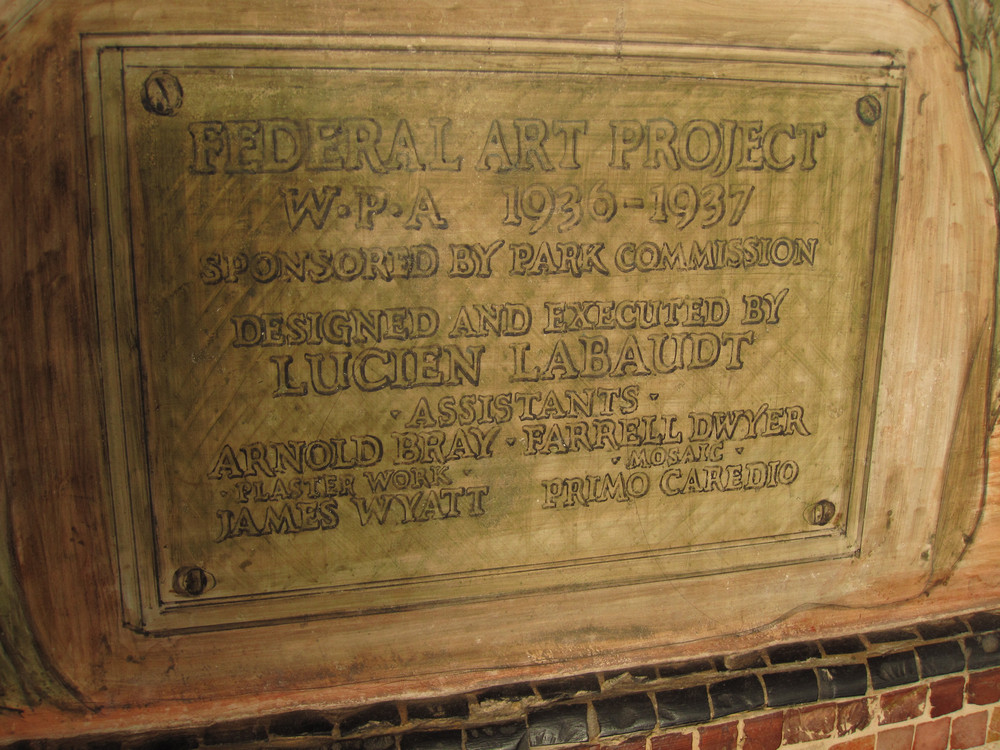 FEDERAL ART PROJECT
W·P·A 1936-1937
SPONSORED BY PARK COMMISSION
DESIGNED AND EXECUTED BY
LUCIEN LABAUDT
· ASSISTANTS ·
ARNOLD BRAY · FARRELL DWYER
· PLASTER WORK ·
JAMES WYATT
· MOSAIC ·
PRIMO CAREDIO